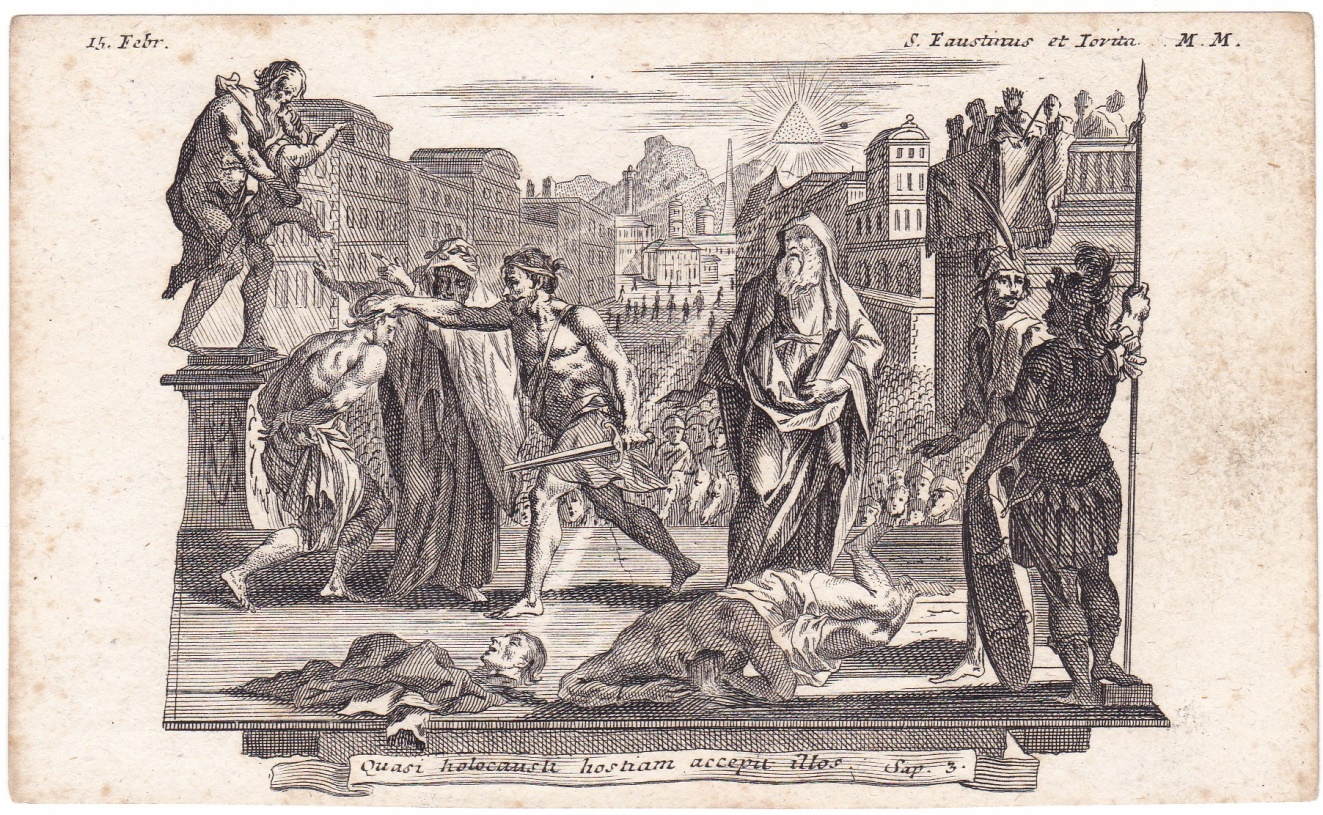 15. Febr.
S. Faustinus et Iovita. M. M.
Quasi holocausti hostiam accepit illos. Sap. 3.